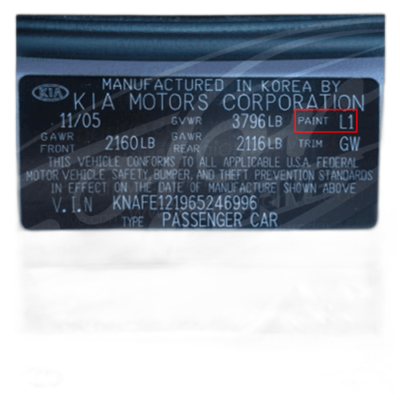 MANUFACTURED IN KOREA BY
KIA KIA MOTORS CORPORATION
11/05 GVWR 3796LB PAINT L1
GAWR FRONT 2160LB GAWR REAR 2116LB TRIM GW
THIS VEHICLE CONFORMS TO ALL APPLICABLE U.S.A. FEDERAL
MOTOR VEHICLE SAFETY, BUMPER, AND THEFT PREVENTION STANDARDS
IN EFFECT ON THE DATE OF MANUFACTURE SHOWN ABOVE
V.I.N KNAFE121965246996
TYPE PASSENGER CAR